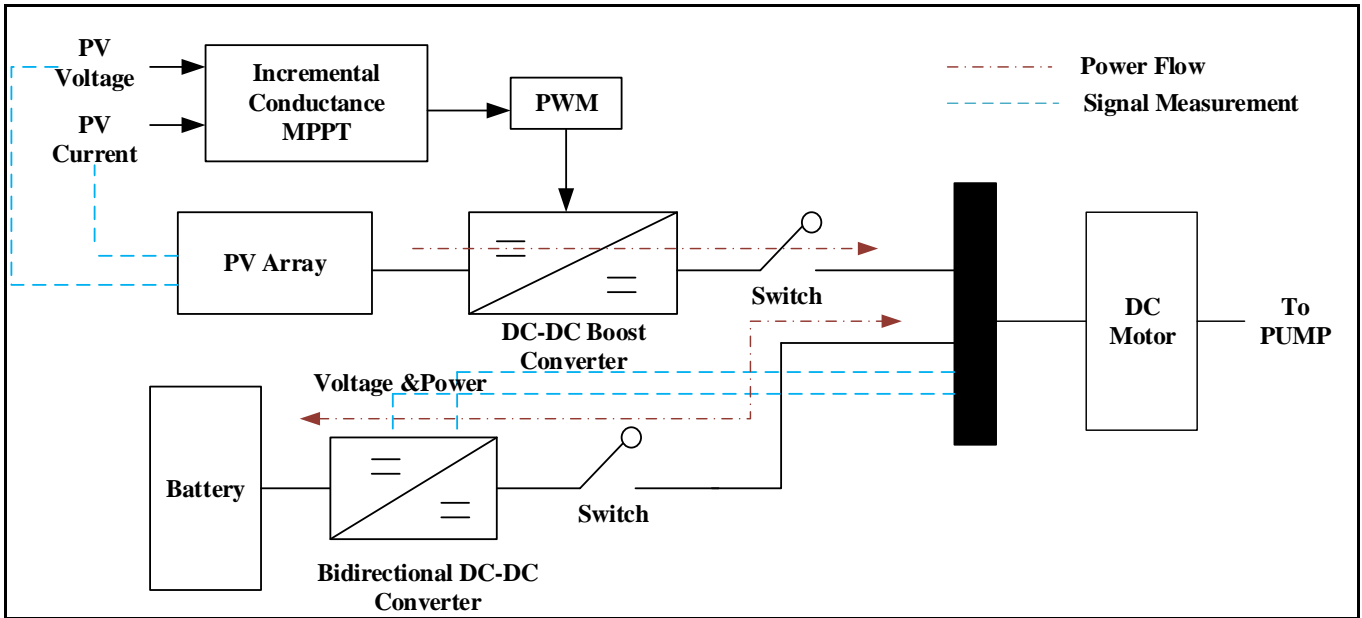 PV
Voltage
PV
Current
Incremental
Conductance
MPPT
PWM
Power Flow
Signal Measurement
PV Array
DC-DC Boost
Converter
Switch
DC
Motor
To
PUMP
Voltage &Power
Battery
Switch
Bidirectional DC-DC
Converter